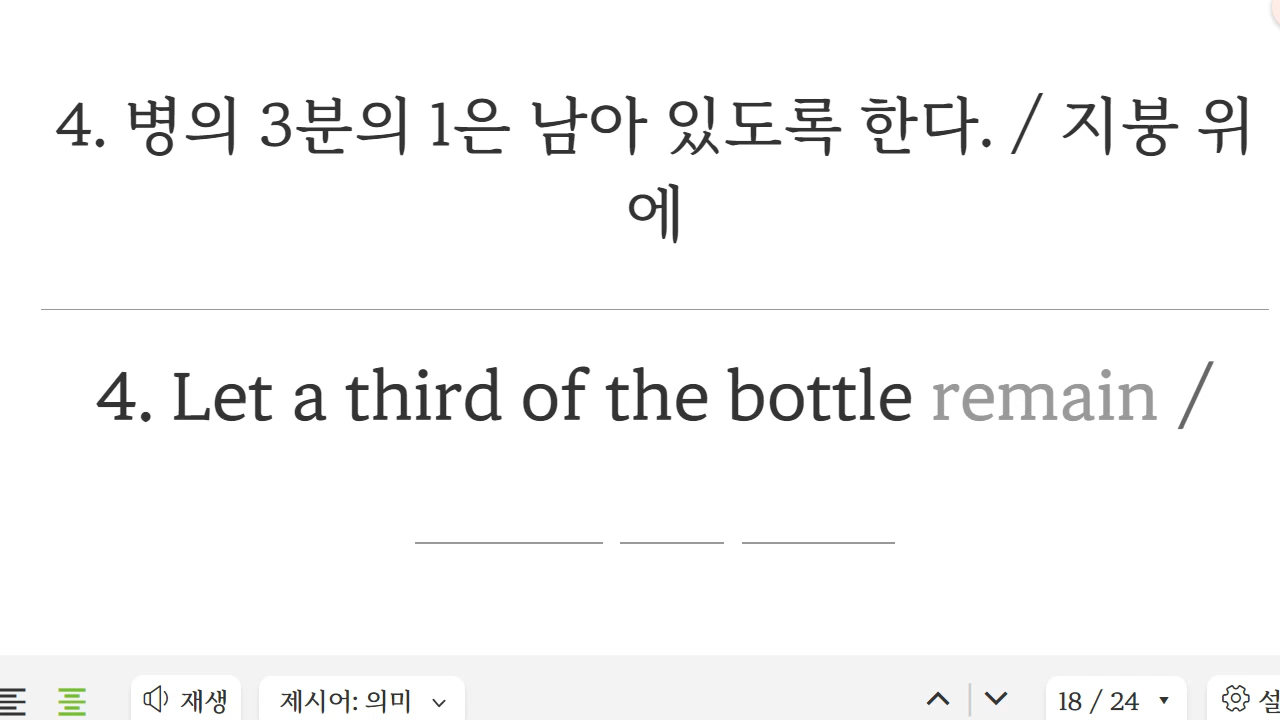 4. 병의 3분의 1은 남아 있도록 한다. / 지붕 위
에
4. Let a third of the bottle remain /
재생 제시어: 의미 18 / 24 설